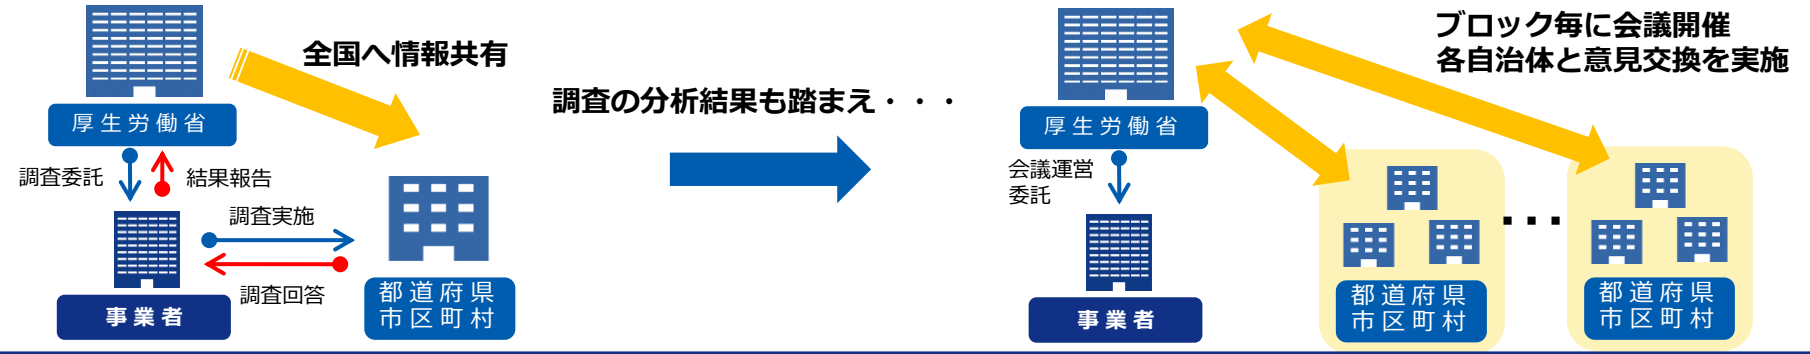 全国へ情報共有
厚生労働省
調査委託
結果報告
調査実施
調査回答
事業者
都道府県
市区町村
調査の分析結果も踏まえ・・・
ブロック毎に会議開催
各自治体と意見交換を実施
厚生労働省
会議運営
委託
事業者
都道府県
市区町村
・・・
都道府県
市区町村